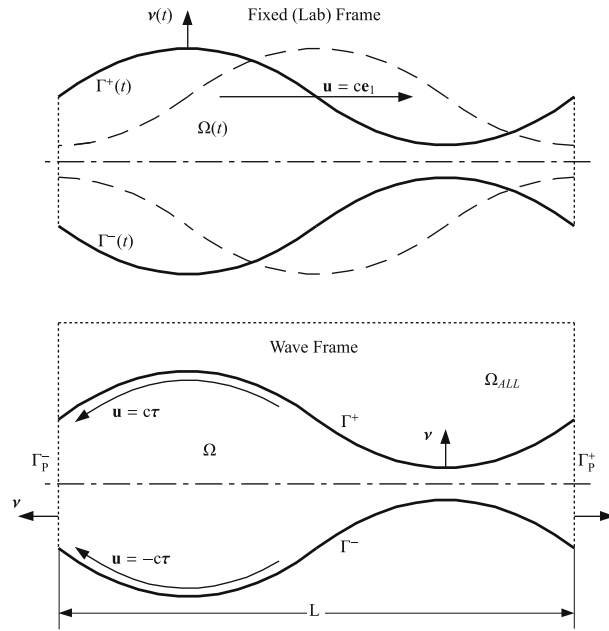 Fixed (Lab) Frame
ν(t)
Γ⁺(t)
u = ce₁
Ω(t)
Γ⁻(t)
Wave Frame
Ω_ALL
u = cτ
Γ⁺
ν
Γ_P⁻
Ω
Γ_P⁺
ν
u = −cτ
Γ⁻
L